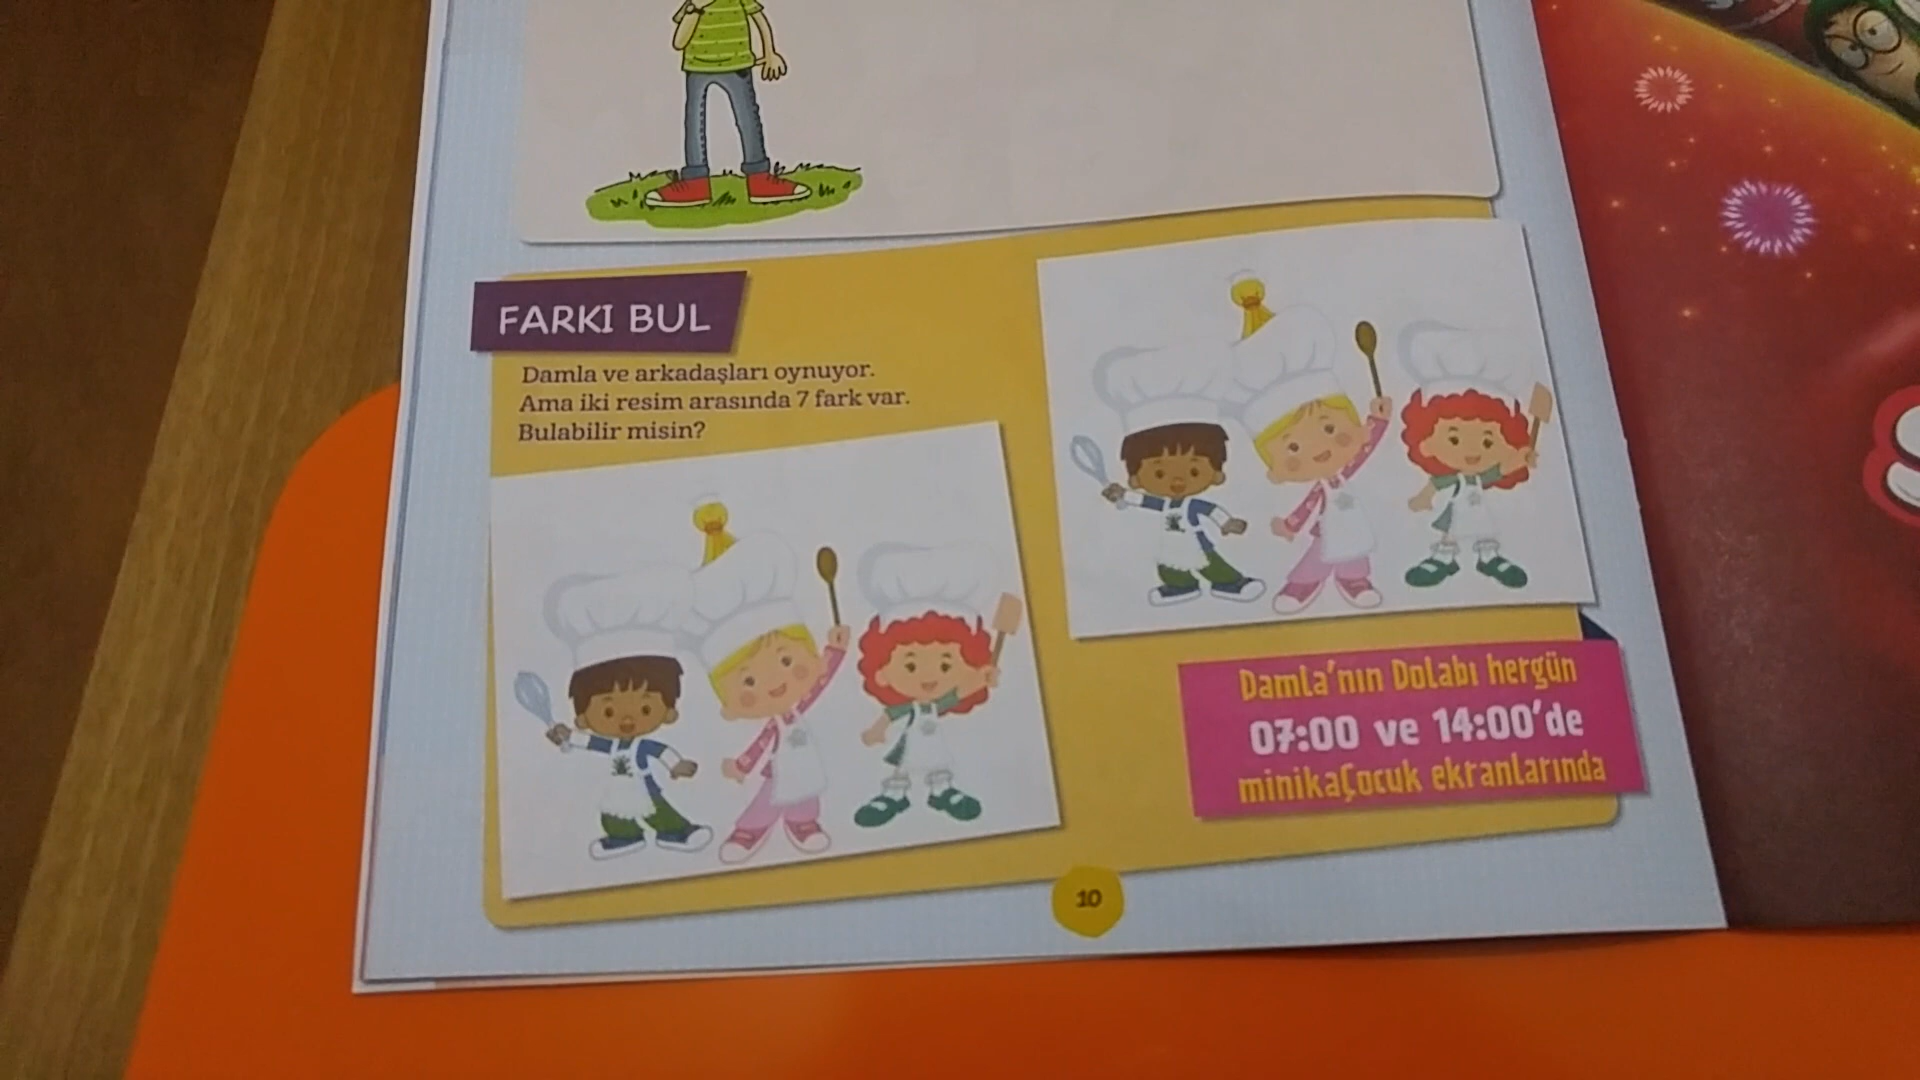 FARKI BUL
Damla ve arkadaşları oynuyor.
Ama iki resim arasında 7 fark var.
Bulabilir misin?
Damla'nın Dolabı hergün
07:00 ve 14:00'de
minikaÇocuk ekranlarında
10